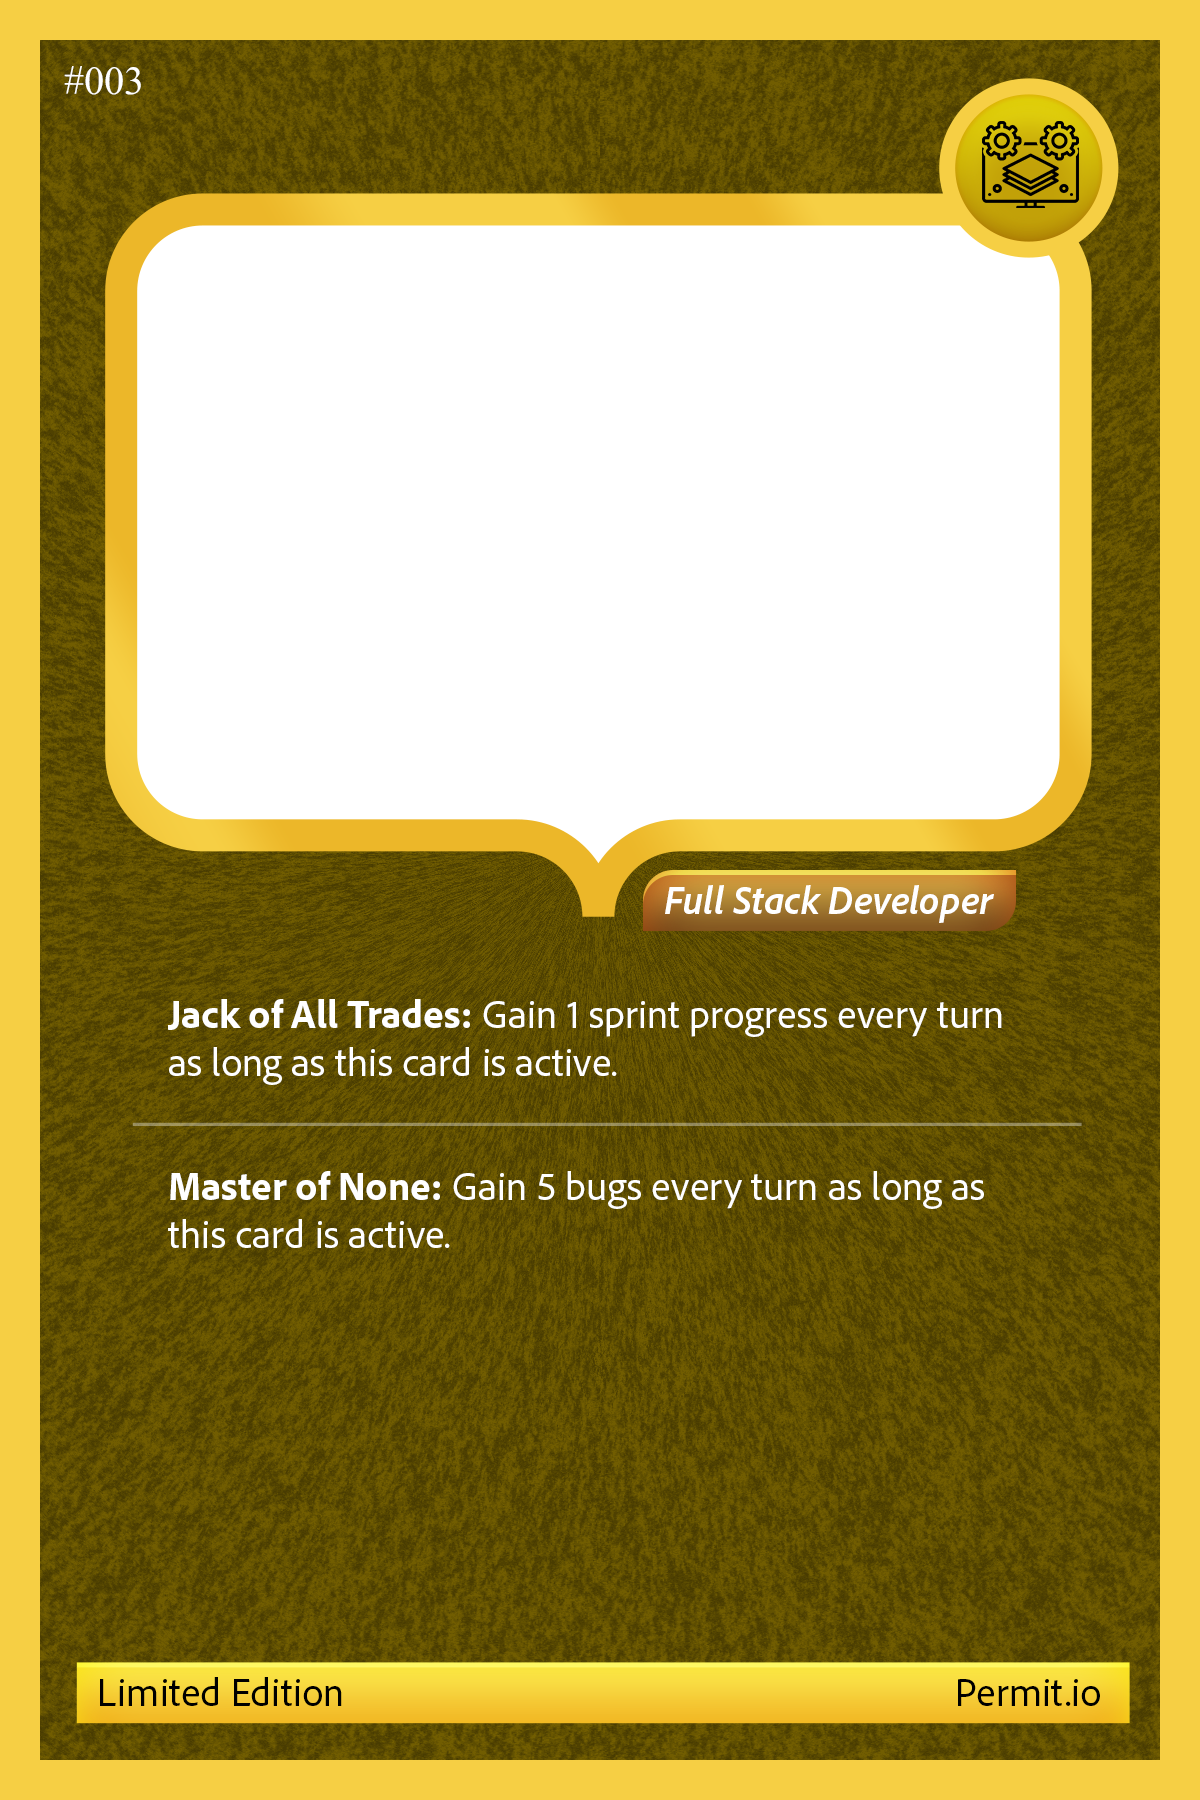 #003
Full Stack Developer
Jack of All Trades: Gain 1 sprint progress every turn
as long as this card is active.
Master of None: Gain 5 bugs every turn as long as
this card is active.
Limited Edition
Permit.io